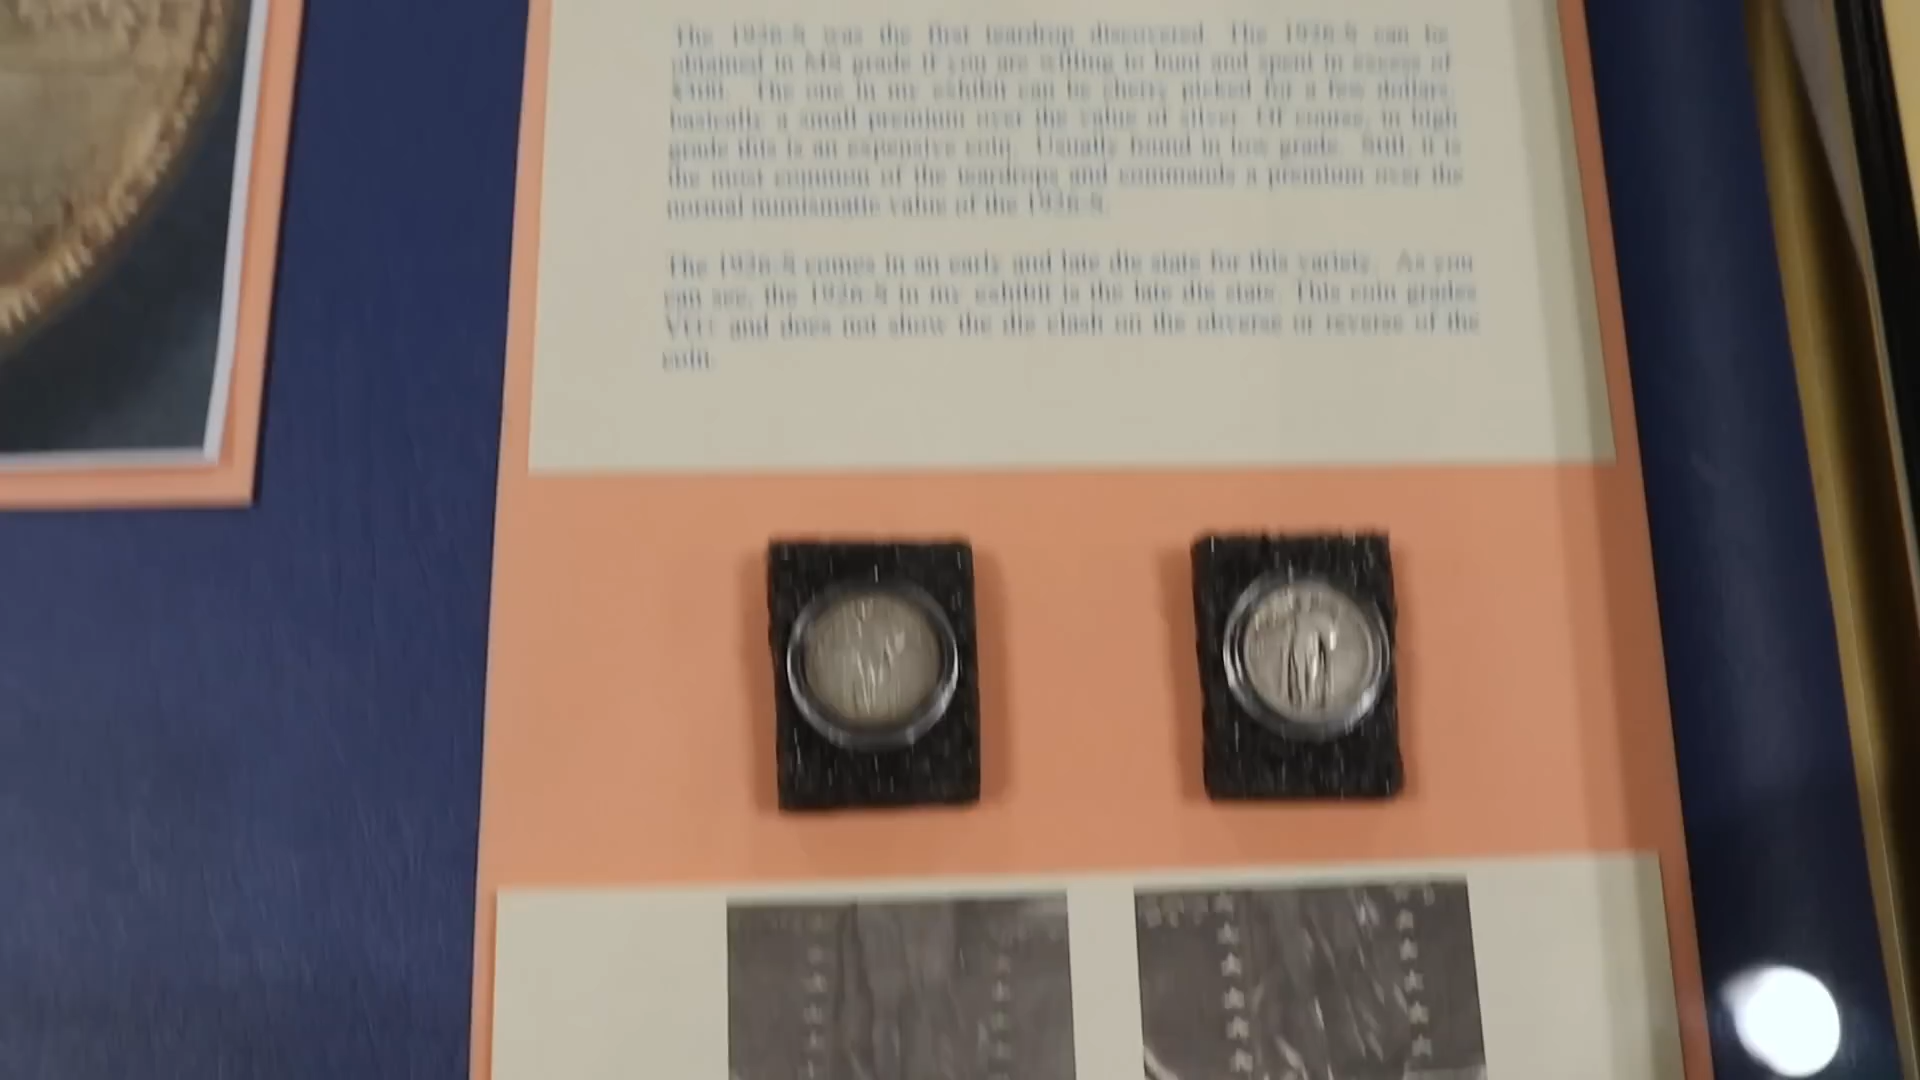 The 1926-S was the first teardrop discovered. The 1926-S can be
obtained in MS grade if you are willing to hunt and spent in excess of
The one in my exhibit can be cherry picked for a few dollars,
basically a small premium over the value of silver. Of course, in high
grade this is an expensive coin. Usually found in low grade. Still, it is
the most common of the teardrops and commands a premium over the
normal numismatic value of the 1926-S.
The 1926-S comes in an early and late die state for this variety. As you
can see, the 1926-S in my exhibit is the late die state. This coin grades
and does not show the die clash on the obverse or reverse of the
coin.